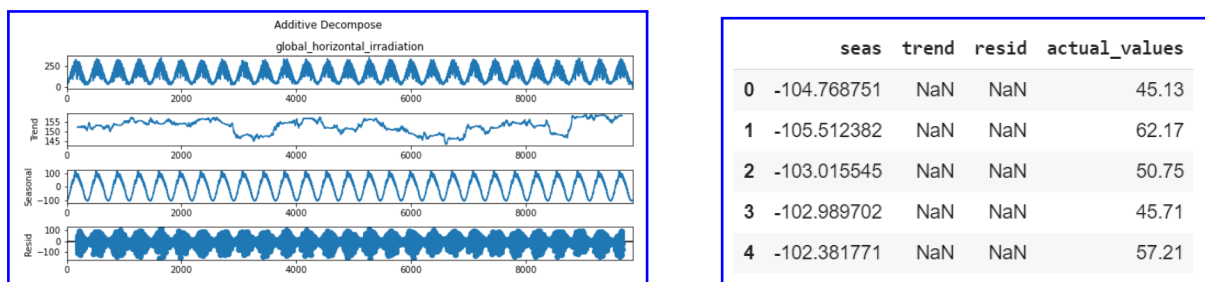 Additive Decompose
global_horizontal_irradiation
250
0
0 2000 4000 6000 8000
Trend
155
150
145
0 2000 4000 6000 8000
Seasonal
100
0
−100
0 2000 4000 6000 8000
Resid
100
0
−100
0 2000 4000 6000 8000
seas trend resid actual_values
0 -104.768751 NaN NaN 45.13
1 -105.512382 NaN NaN 62.17
2 -103.015545 NaN NaN 50.75
3 -102.989702 NaN NaN 45.71
4 -102.381771 NaN NaN 57.21